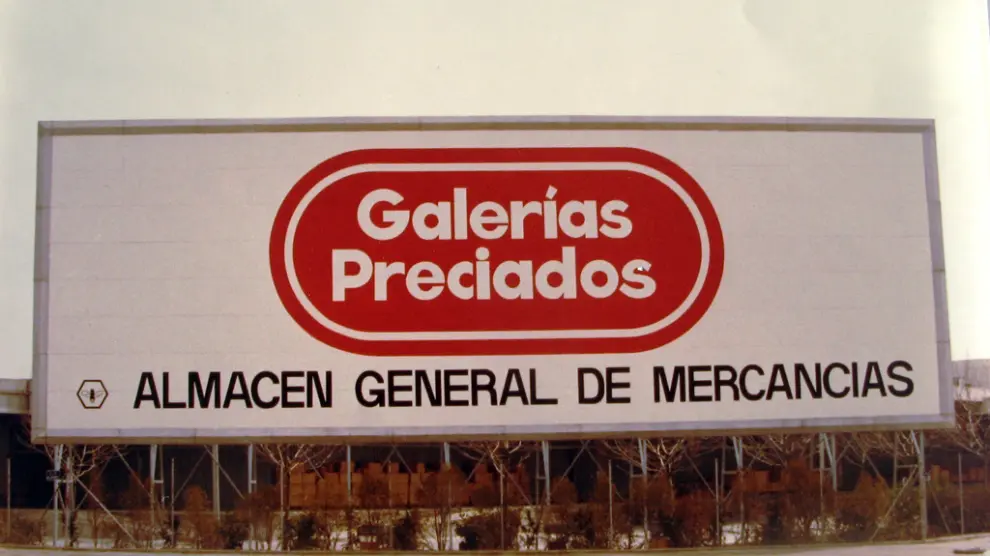 Galerías
Preciados
ALMACEN GENERAL DE MERCANCIAS